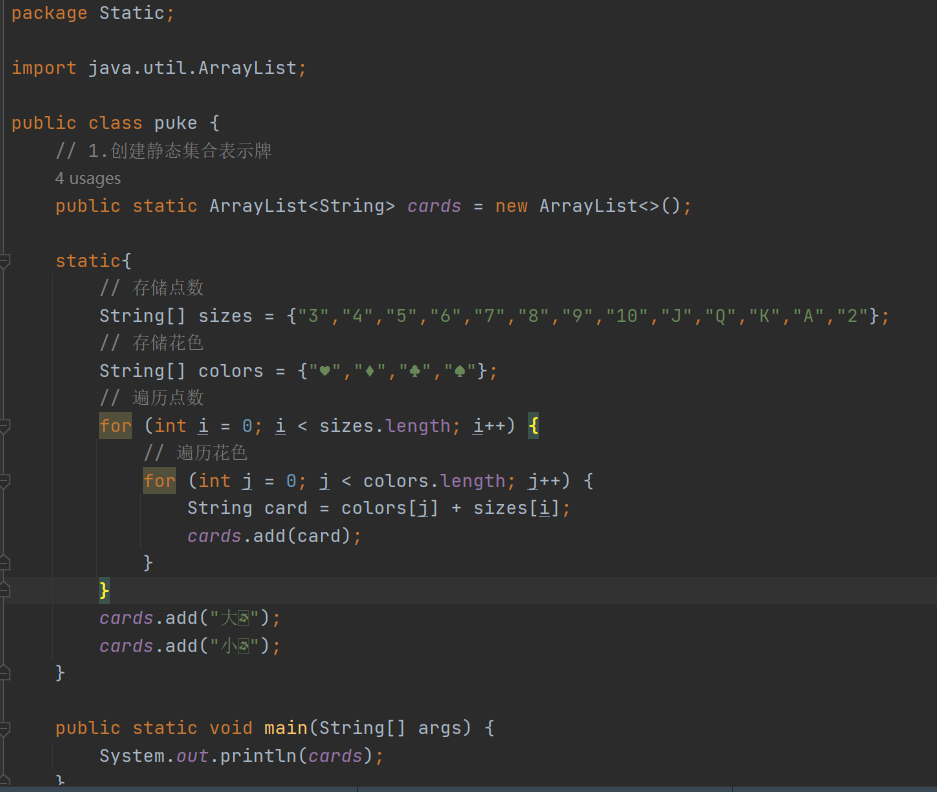 package Static;
import java.util.ArrayList;
public class puke {
// 1.创建静态集合表示牌
4 usages
public static ArrayList<String> cards = new ArrayList<>();
static{
// 存储点数
String[] sizes = {"3","4","5","6","7","8","9","10","J","Q","K","A","2"};
// 存储花色
String[] colors = {"♥","♦","♣","♠"};
// 遍历点数
for (int i = 0; i < sizes.length; i++) {
// 遍历花色
for (int j = 0; j < colors.length; j++) {
String card = colors[j] + sizes[i];
cards.add(card);
}
}
cards.add("大🃏");
cards.add("小🃏");
}
public static void main(String[] args) {
System.out.println(cards);
}